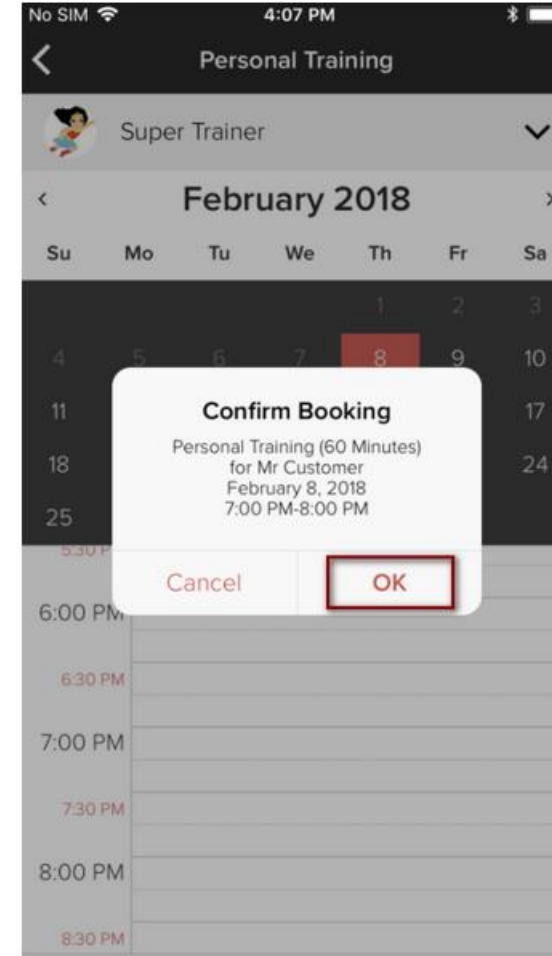 No SIM 4:07 PM
Personal Training
Super Trainer
February 2018
Su Mo Tu We Th Fr Sa
1 2 3
4 5 6 7 8 9 10
11 17
18 24
25
Confirm Booking
Personal Training (60 Minutes)
for Mr Customer
February 8, 2018
7:00 PM-8:00 PM
Cancel OK
5:30 P
6:00 PM
6:30 PM
7:00 PM
7:30 PM
8:00 PM
8:30 PM